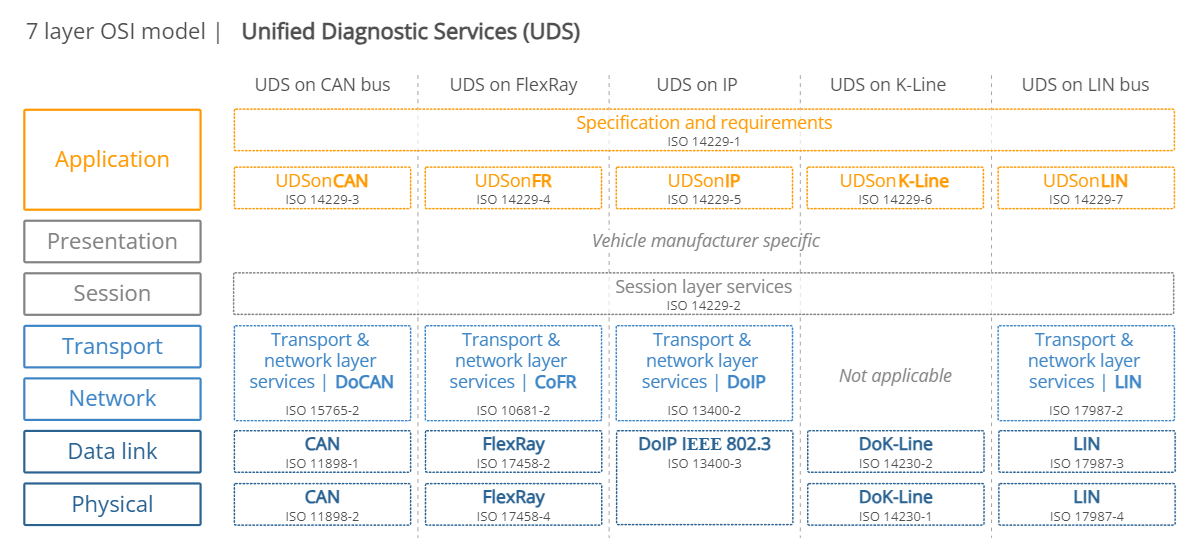 7 layer OSI model | Unified Diagnostic Services (UDS)
UDS on CAN bus
UDS on FlexRay
UDS on IP
UDS on K-Line
UDS on LIN bus
Application
Specification and requirements
ISO 14229-1
UDSonCAN
ISO 14229-3
UDSonFR
ISO 14229-4
UDSonIP
ISO 14229-5
UDSonK-Line
ISO 14229-6
UDSonLIN
ISO 14229-7
Presentation
Vehicle manufacturer specific
Session
Session layer services
ISO 14229-2
Transport
Network
Transport &
network layer
services | DoCAN
ISO 15765-2
Transport &
network layer
services | CoFR
ISO 10681-2
Transport &
network layer
services | DoIP
ISO 13400-2
Not applicable
Transport &
network layer
services | LIN
ISO 17987-2
Data link
CAN
ISO 11898-1
FlexRay
ISO 17458-2
DoIP IEEE 802.3
ISO 13400-3
DoK-Line
ISO 14230-2
LIN
ISO 17987-3
Physical
CAN
ISO 11898-2
FlexRay
ISO 17458-4
DoK-Line
ISO 14230-1
LIN
ISO 17987-4